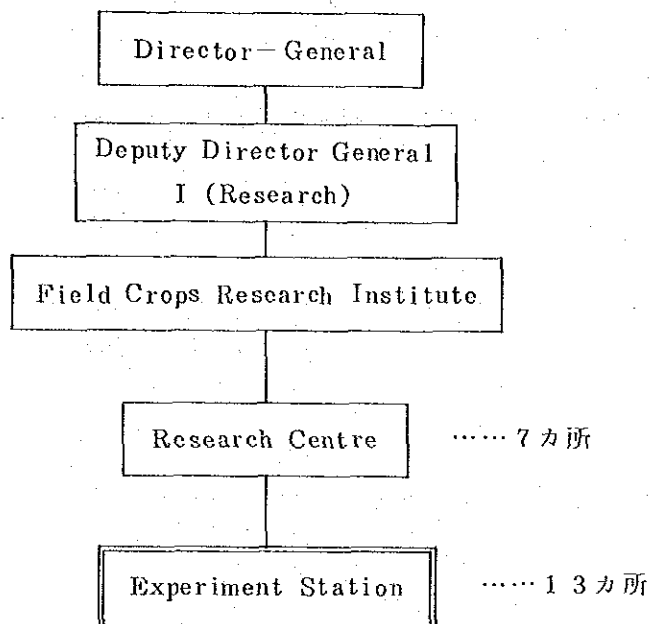 Director-General
Deputy Director General
I (Research)
Field Crops Research Institute
Research Centre ……7カ所
Experiment Station ……13カ所